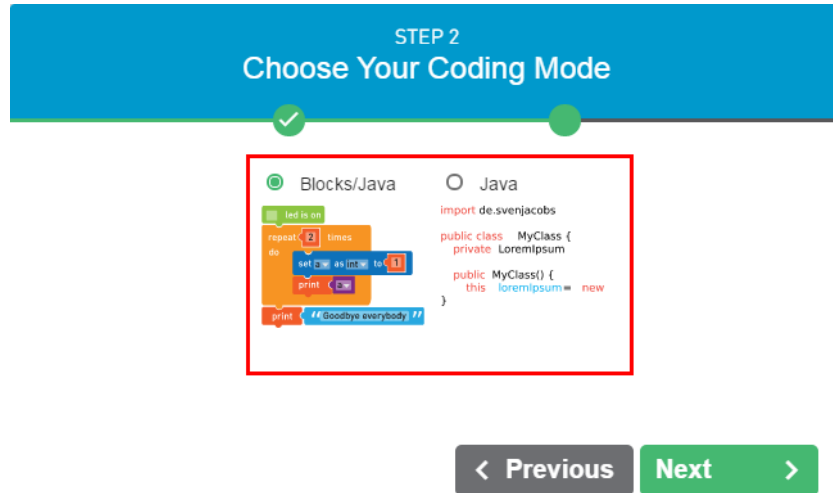 STEP 2
Choose Your Coding Mode
Blocks/Java
led is on
repeat 2 times
do
set a as int to 1
print a
print “ Goodbye everybody ”
Java
import de.svenjacobs
public class MyClass {
private LoremIpsum
public MyClass() {
this loremIpsum= new
}
Previous
Next